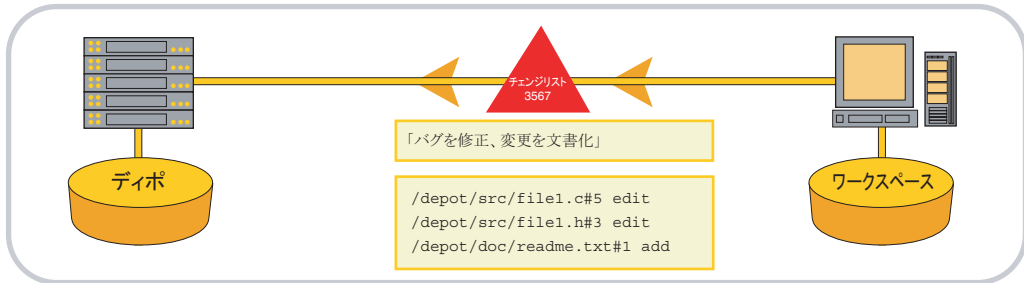 チェンジリスト
3567
「バグを修正、変更を文書化」
ディポ
ワークスペース
/depot/src/file1.c#5 edit
/depot/src/file1.h#3 edit
/depot/doc/readme.txt#1 add